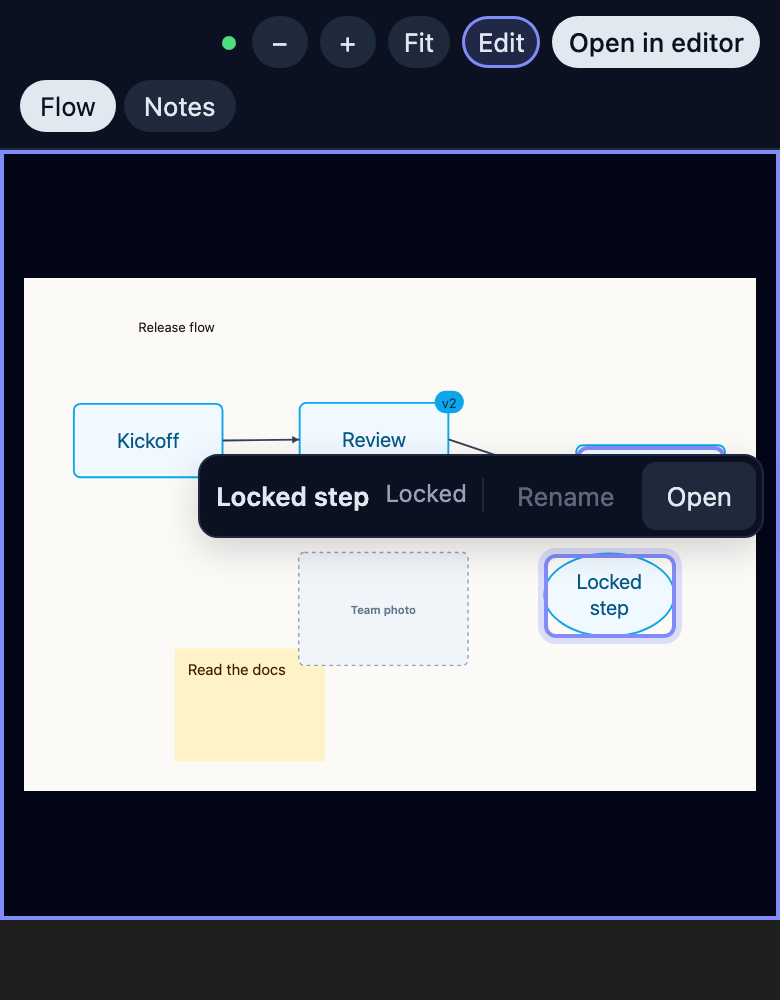 – + Fit Edit Open in editor
Flow Notes
Release flow
v2
Kickoff
Review
Locked step Locked Rename Open
Locked
step
Team photo
Read the docs